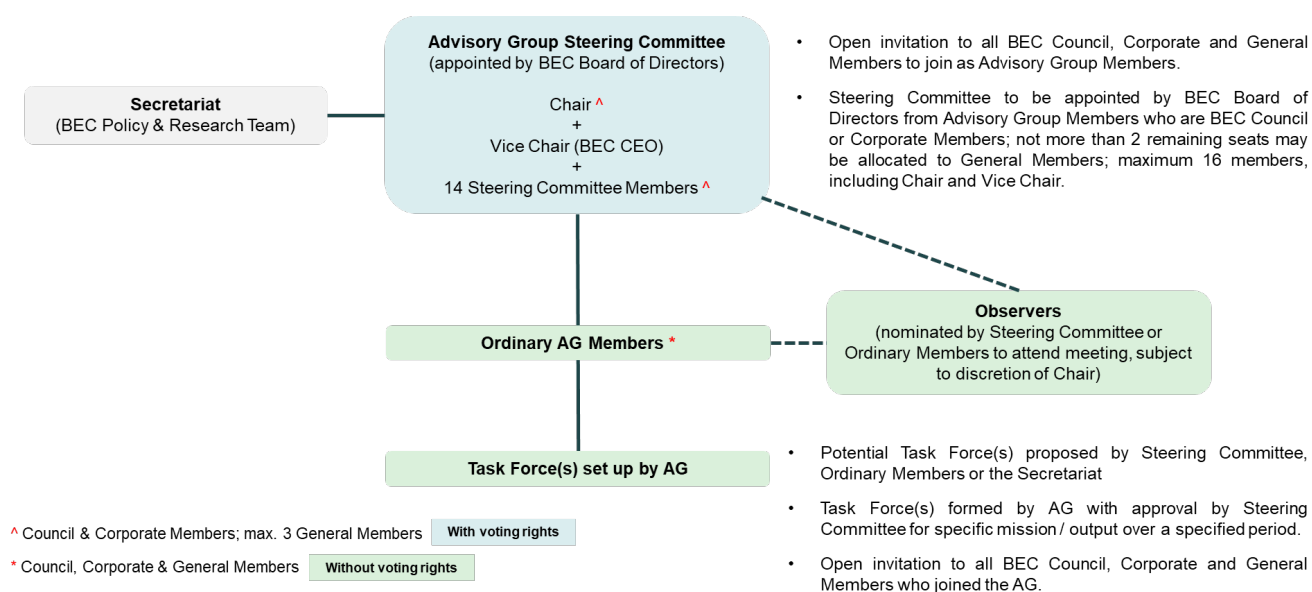 Advisory Group Steering Committee
(appointed by BEC Board of Directors)
Chair ^
+
Vice Chair (BEC CEO)
+
14 Steering Committee Members ^
Secretariat
(BEC Policy & Research Team)
• Open invitation to all BEC Council, Corporate and General
Members to join as Advisory Group Members.
• Steering Committee to be appointed by BEC Board of
Directors from Advisory Group Members who are BEC Council
or Corporate Members; not more than 2 remaining seats may
be allocated to General Members; maximum 16 members,
including Chair and Vice Chair.
Observers
(nominated by Steering Committee or
Ordinary Members to attend meeting, subject
to discretion of Chair)
Ordinary AG Members *
Task Force(s) set up by AG
• Potential Task Force(s) proposed by Steering Committee,
Ordinary Members or the Secretariat
• Task Force(s) formed by AG with approval by Steering
Committee for specific mission / output over a specified period.
• Open invitation to all BEC Council, Corporate and General
Members who joined the AG.
^ Council & Corporate Members; max. 3 General Members With voting rights
* Council, Corporate & General Members Without voting rights